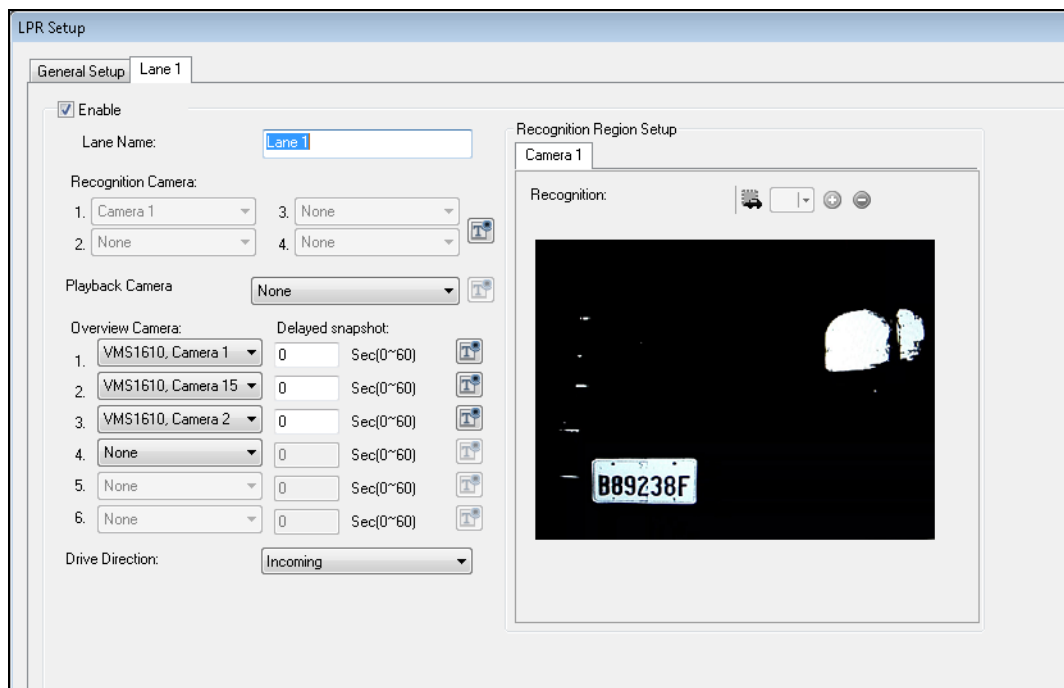 LPR Setup
General Setup
Lane 1
Enable
Lane Name:
Lane 1
Recognition Camera:
1. Camera 1
3. None
2. None
4. None
Playback Camera
None
Overview Camera:
Delayed snapshot:
1. VMS1610, Camera 1
0
Sec(0~60)
2. VMS1610, Camera 15
0
Sec(0~60)
3. VMS1610, Camera 2
0
Sec(0~60)
4. None
0
Sec(0~60)
5. None
0
Sec(0~60)
6. None
0
Sec(0~60)
Drive Direction:
Incoming
Recognition Region Setup
Camera 1
Recognition:
B89238F